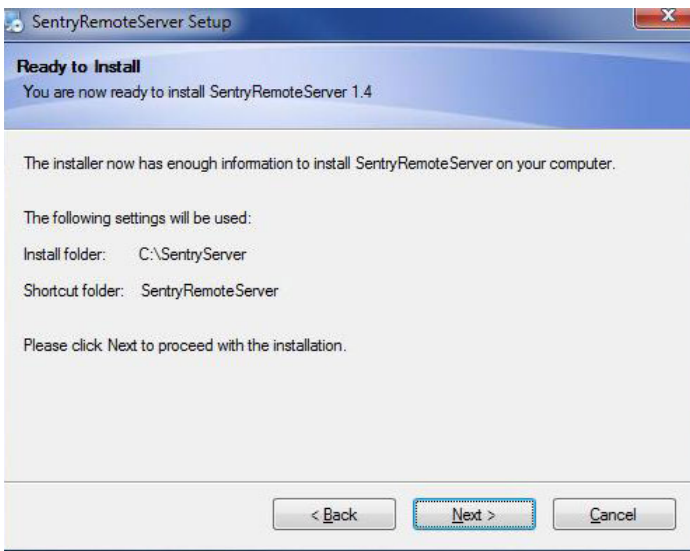 SentryRemoteServer Setup
X
Ready to Install
You are now ready to install SentryRemoteServer 1.4
The installer now has enough information to install SentryRemoteServer on your computer.
The following settings will be used:
Install folder: C:\SentryServer
Shortcut folder: SentryRemoteServer
Please click Next to proceed with the installation.
< Back Next > Cancel